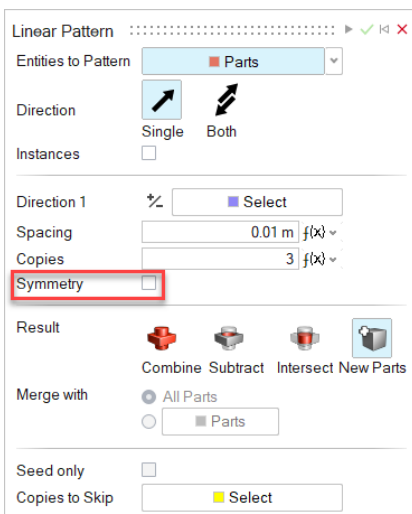 Linear Pattern
Entities to Pattern Parts
Direction
Single Both
Instances
Direction 1 +/- Select
Spacing 0.01 m f(x)
Copies 3 f(x)
Symmetry
Result
Combine Subtract Intersect New Parts
Merge with All Parts
Parts
Seed only
Copies to Skip Select